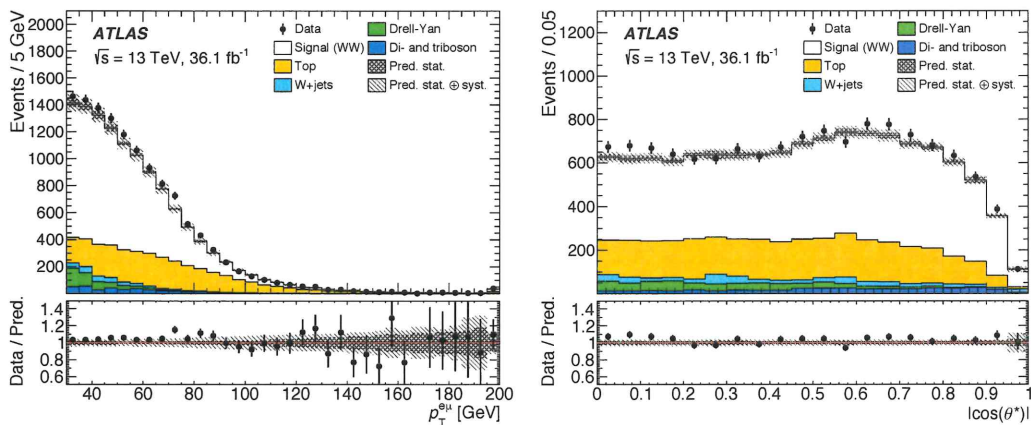 Events / 5 GeV
2000
1800
1600
1400
1200
1000
800
600
400
200
ATLAS
√s = 13 TeV, 36.1 fb⁻¹
Data
Signal (WW)
Top
W+jets
Drell-Yan
Di- and triboson
Pred. stat.
Pred. stat. ⊕ syst.
Data / Pred.
1.4
1.2
1
0.8
0.6
40 60 80 100 120 140 160 180 200
p_T^{eμ} [GeV]
Events / 0.05
1200
1000
800
600
400
200
ATLAS
√s = 13 TeV, 36.1 fb⁻¹
Data
Signal (WW)
Top
W+jets
Drell-Yan
Di- and triboson
Pred. stat.
Pred. stat. ⊕ syst.
Data / Pred.
1.4
1.2
1
0.8
0.6
0 0.1 0.2 0.3 0.4 0.5 0.6 0.7 0.8 0.9 1
|cos(θ*)|